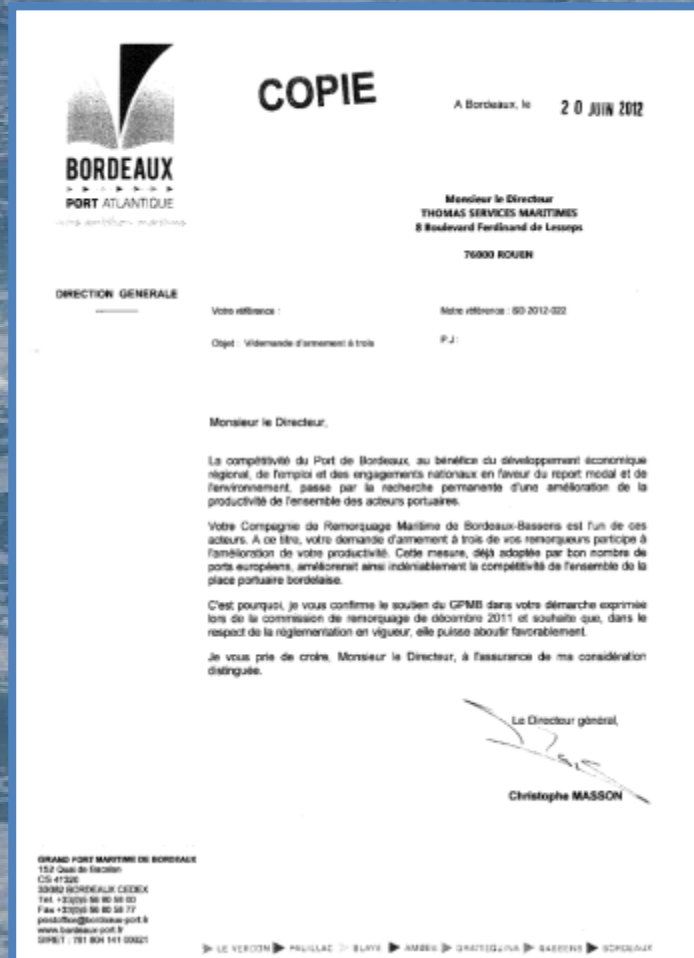 COPIE
A Bordeaux, le 20 JUIN 2012
BORDEAUX
PORT ATLANTIQUE
Monsieur le Directeur
THOMAS SERVICES MARITIMES
8 Boulevard Ferdinand de Lesseps
76000 ROUEN
DIRECTION GENERALE
Votre référence :
Notre référence : 2012-022
Objet : V/demande d'armement à trois
P.J :
Monsieur le Directeur,
La compétitivité du Port de Bordeaux, au bénéfice du développement économique
régional, de l'emploi et des engagements nationaux en faveur du report modal et de
l'environnement, passe par la recherche permanente d'une amélioration de la
productivité de l'ensemble des acteurs portuaires.
Votre Compagnie de Remorquage Maritime de Bordeaux-Bassens est l'un de ces
acteurs. A ce titre, votre demande d'armement à trois de vos remorqueurs participe à
l'amélioration de votre productivité. Cette mesure, déjà adoptée par bon nombre de
ports européens, améliorerait ainsi indéniablement la compétitivité de l'ensemble de la
place portuaire bordelaise.
C'est pourquoi, je vous confirme le soutien du GPMB dans votre démarche exprimée
lors de la commission de remorquage de décembre 2011 et souhaite que, dans le
respect de la réglementation en vigueur, elle puisse aboutir favorablement.
Je vous prie de croire, Monsieur le Directeur, à l'assurance de ma considération
distinguée.
Le Directeur général,
Christophe MASSON
GRAND PORT MARITIME DE BORDEAUX
152 Quai de Bacalan
CS 41320
33082 BORDEAUX CEDEX
Tél. +33(0)5 56 90 58 00
Fax +33(0)5 56 90 58 77
postoffice@bordeaux-port.fr
www.bordeaux-port.fr
SIRET : 781 804 141 00021
LE VERDON PAUILLAC BLAYE AMBES GRATTEQUINA BASSENS BORDEAUX